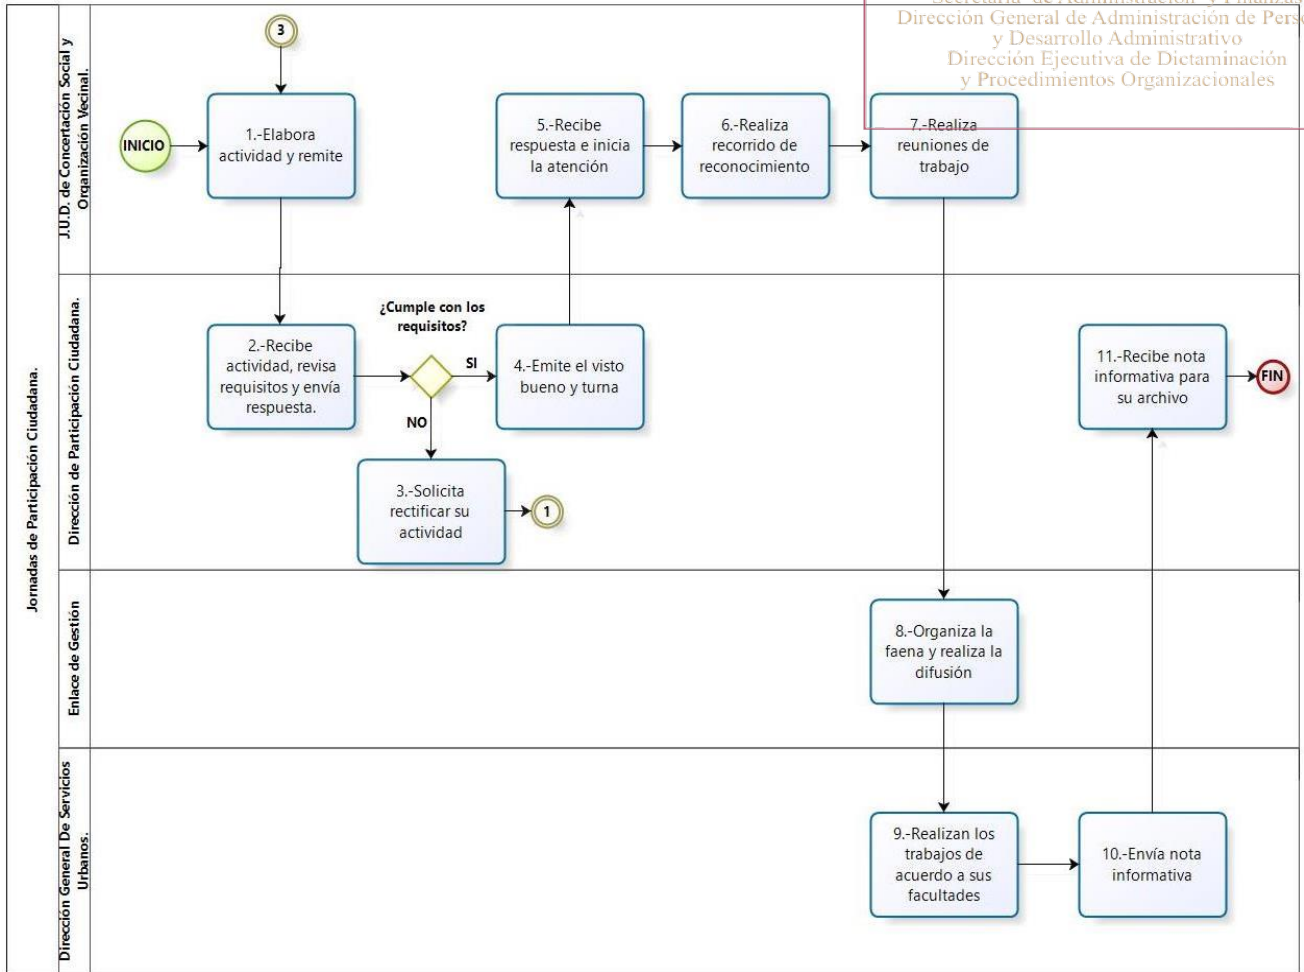 Secretaría de Administración y Finanzas
Dirección General de Administración de
y Desarrollo Administrativo
Dirección Ejecutiva de Dictaminación
y Procedimientos Organizacionales
Jornadas de Participación Ciudadana.
J.U.D. de Concertación Social y
Organización Vecinal.
3
INICIO
1.-Elabora
actividad y remite
5.-Recibe
respuesta e inicia
la atención
6.-Realiza
recorrido de
reconocimiento
7.-Realiza
reuniones de
trabajo
Dirección de Participación Ciudadana.
2.-Recibe
actividad, revisa
requisitos y envía
respuesta.
¿Cumple con los
requisitos?
SI
NO
4.-Emite el visto
bueno y turna
3.-Solicita
rectificar su
actividad
1
11.-Recibe nota
informativa para
su archivo
FIN
Enlace de Gestión
8.-Organiza la
faena y realiza la
difusión
Dirección General De Servicios
Urbanos.
9.-Realizan los
trabajos de
acuerdo a sus
facultades
10.-Envía nota
informativa